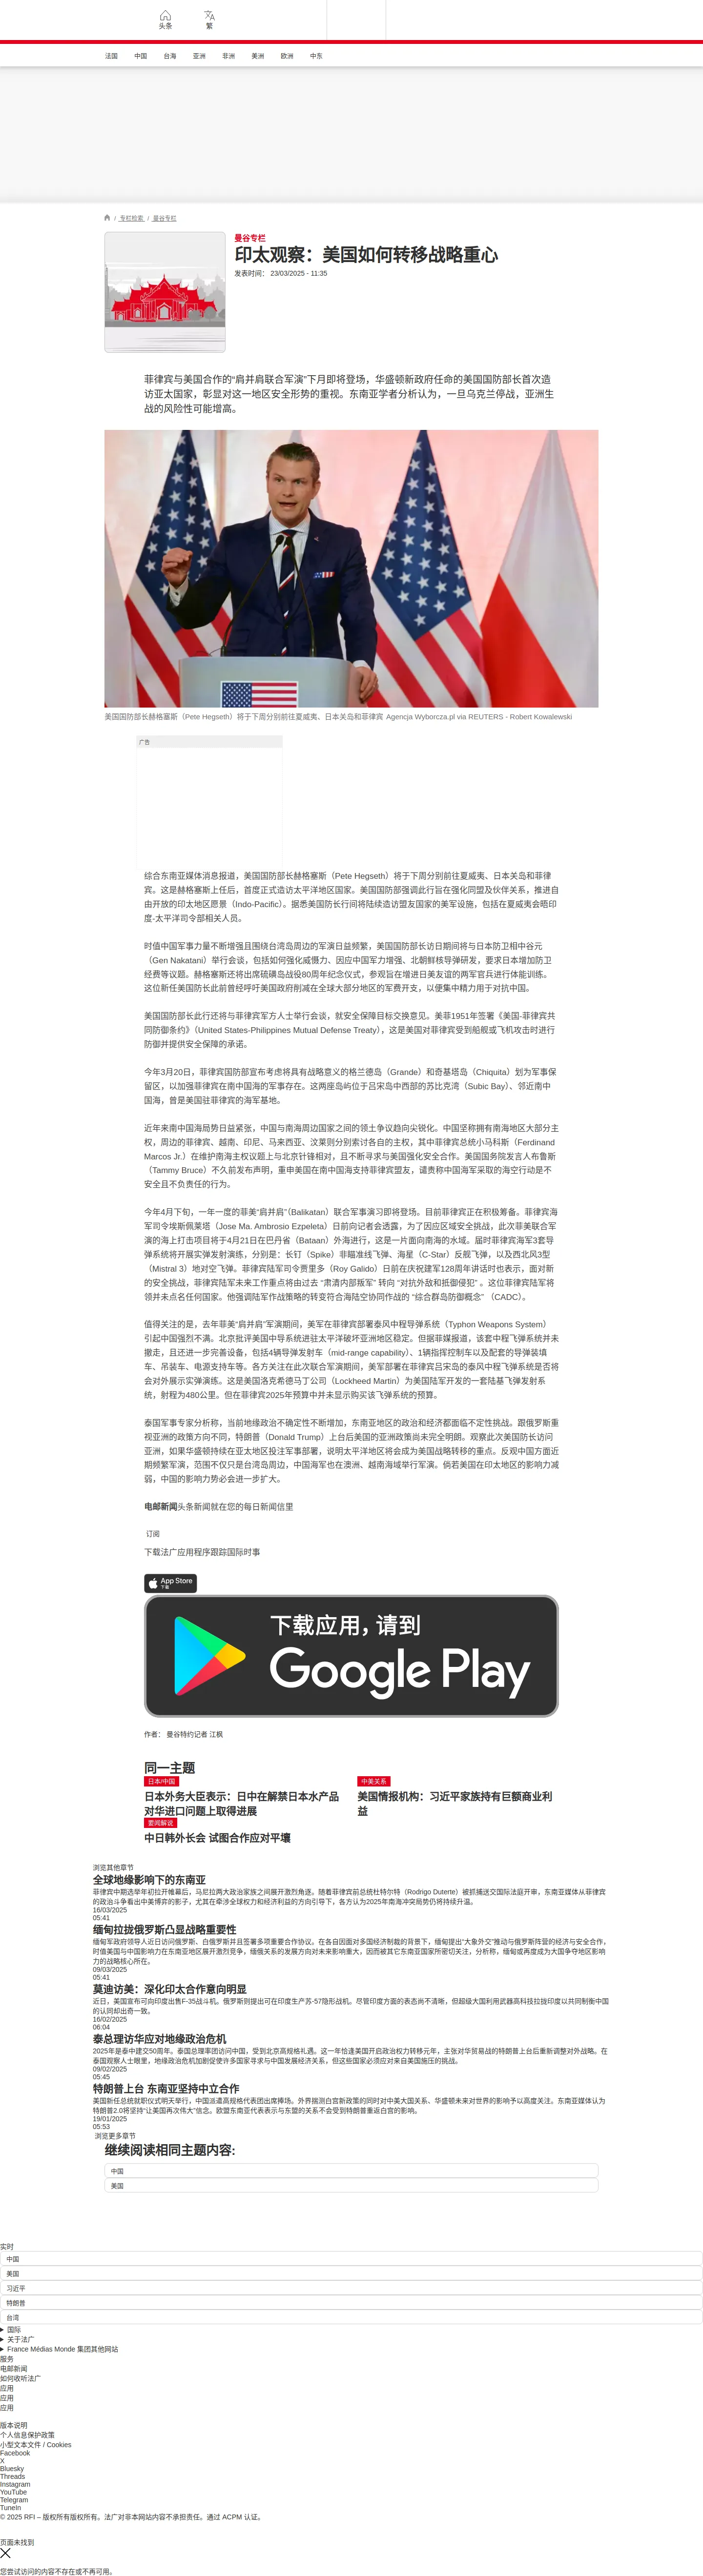 头条
繁
法国
中国
台海
亚洲
非洲
美洲
欧洲
中东
/ 专栏检索 / 曼谷专栏
曼谷专栏
印太观察：美国如何转移战略重心
发表时间： 23/03/2025 - 11:35
菲律宾与美国合作的“肩并肩联合军演”下月即将登场，华盛顿新政府任命的美国国防部长首次造
访亚太国家，彰显对这一地区安全形势的重视。东南亚学者分析认为，一旦乌克兰停战，亚洲生
战的风险性可能增高。
美国国防部长赫格塞斯（Pete Hegseth）将于下周分别前往夏威夷、日本关岛和菲律宾 Agencja Wyborcza.pl via REUTERS - Robert Kowalewski
广告
综合东南亚媒体消息报道，美国国防部长赫格塞斯（Pete Hegseth）将于下周分别前往夏威夷、日本关岛和菲律
宾。这是赫格塞斯上任后，首度正式造访太平洋地区国家。美国国防部强调此行旨在强化同盟及伙伴关系，推进自
由开放的印太地区愿景（Indo-Pacific）。据悉美国防长行间将陆续造访盟友国家的美军设施，包括在夏威夷会晤印
度-太平洋司令部相关人员。
时值中国军事力量不断增强且围绕台湾岛周边的军演日益频繁，美国国防部长访日期间将与日本防卫相中谷元
（Gen Nakatani）举行会谈，包括如何强化威慑力、因应中国军力增强、北朝鲜核导弹研发，要求日本增加防卫
经费等议题。赫格塞斯还将出席硫磺岛战役80周年纪念仪式，参观旨在增进日美友谊的两军官兵进行体能训练。
这位新任美国防长此前曾经呼吁美国政府削减在全球大部分地区的军费开支，以便集中精力用于对抗中国。
美国国防部长此行还将与菲律宾军方人士举行会谈，就安全保障目标交换意见。美菲1951年签署《美国-菲律宾共
同防御条约》（United States-Philippines Mutual Defense Treaty），这是美国对菲律宾受到船舰或飞机攻击时进行
防御并提供安全保障的承诺。
今年3月20日，菲律宾国防部宣布考虑将具有战略意义的格兰德岛（Grande）和奇基塔岛（Chiquita）划为军事保
留区，以加强菲律宾在南中国海的军事存在。这两座岛屿位于吕宋岛中西部的苏比克湾（Subic Bay）、邻近南中
国海，曾是美国驻菲律宾的海军基地。
近年来南中国海局势日益紧张，中国与南海周边国家之间的领土争议趋向尖锐化。中国坚称拥有南海地区大部分主
权，周边的菲律宾、越南、印尼、马来西亚、汶莱则分别索讨各自的主权，其中菲律宾总统小马科斯（Ferdinand
Marcos Jr.）在维护南海主权议题上与北京针锋相对，且不断寻求与美国强化安全合作。美国国务院发言人布鲁斯
（Tammy Bruce）不久前发布声明，重申美国在南中国海支持菲律宾盟友，谴责称中国海军采取的海空行动是不
安全且不负责任的行为。
今年4月下旬，一年一度的菲美“肩并肩”（Balikatan）联合军事演习即将登场。目前菲律宾正在积极筹备。菲律宾海
军司令埃斯佩莱塔（Jose Ma. Ambrosio Ezpeleta）日前向记者会透露，为了因应区域安全挑战，此次菲美联合军
演的海上打击项目将于4月21日在巴丹省（Bataan）外海进行，这是一片面向南海的水域。届时菲律宾海军3套导
弹系统将开展实弹发射演练，分别是：长钉（Spike）非瞄准线飞弹、海星（C-Star）反舰飞弹，以及西北风3型
（Mistral 3）地对空飞弹。菲律宾陆军司令贾里多（Roy Galido）日前在庆祝建军128周年讲话时也表示，面对新
的安全挑战，菲律宾陆军未来工作重点将由过去 “肃清内部叛军” 转向 “对抗外敌和抵御侵犯” 。这位菲律宾陆军将
领并未点名任何国家。他强调陆军作战策略的转变符合海陆空协同作战的 “综合群岛防御概念” （CADC）。
值得关注的是，去年菲美“肩并肩”军演期间，美军在菲律宾部署泰风中程导弹系统（Typhon Weapons System）
引起中国强烈不满。北京批评美国中导系统进驻太平洋破坏亚洲地区稳定。但据菲媒报道，该套中程飞弹系统并未
撤走，且还进一步完善设备，包括4辆导弹发射车（mid-range capability）、1辆指挥控制车以及配套的导弹装填
车、吊装车、电源支持车等。各方关注在此次联合军演期间，美军部署在菲律宾吕宋岛的泰风中程飞弹系统是否将
会对外展示实弹演练。这是美国洛克希德马丁公司（Lockheed Martin）为美国陆军开发的一套陆基飞弹发射系
统，射程为480公里。但在菲律宾2025年预算中并未显示购买该飞弹系统的预算。
泰国军事专家分析称，当前地缘政治不确定性不断增加，东南亚地区的政治和经济都面临不定性挑战。跟俄罗斯重
视亚洲的政策方向不同，特朗普（Donald Trump）上台后美国的亚洲政策尚未完全明朗。观察此次美国防长访问
亚洲，如果华盛顿持续在亚太地区投注军事部署，说明太平洋地区将会成为美国战略转移的重点。反观中国方面近
期频繁军演，范围不仅只是台湾岛周边，中国海军也在澳洲、越南海域举行军演。倘若美国在印太地区的影响力减
弱，中国的影响力势必会进一步扩大。
电邮新闻头条新闻就在您的每日新闻信里
订阅
下载法广应用程序跟踪国际时事
App Store
下载
下载应用，请到
Google Play
作者： 曼谷特约记者 江枫
同一主题
日本/中国
日本外务大臣表示：日中在解禁日本水产品
对华进口问题上取得进展
中美关系
美国情报机构：习近平家族持有巨额商业利
益
要闻解说
中日韩外长会 试图合作应对平壤
浏览其他章节
全球地缘影响下的东南亚
菲律宾中期选举年初拉开帷幕后，马尼拉两大政治家族之间展开激烈角逐。随着菲律宾前总统杜特尔特（Rodrigo Duterte）被抓捕送交国际法庭开审，东南亚媒体从菲律宾
的政治斗争看出中美博弈的影子，尤其在牵涉全球权力和经济利益的方向引导下，各方认为2025年南海冲突局势仍将持续升温。
16/03/2025
05:41
缅甸拉拢俄罗斯凸显战略重要性
缅甸军政府领导人近日访问俄罗斯、白俄罗斯并且签署多项重要合作协议。在各自因面对多国经济制裁的背景下，缅甸提出“大象外交”推动与俄罗斯阵营的经济与安全合作，
时值美国与中国影响力在东南亚地区展开激烈竞争，缅俄关系的发展方向对未来影响重大，因而被其它东南亚国家所密切关注，分析称，缅甸或再度成为大国争夺地区影响
力的战略核心所在。
09/03/2025
05:41
莫迪访美：深化印太合作意向明显
近日，美国宣布可向印度出售F-35战斗机。俄罗斯则提出可在印度生产苏-57隐形战机。尽管印度方面的表态尚不清晰，但超级大国利用武器高科技拉拢印度以共同制衡中国
的认同却出奇一致。
16/02/2025
06:04
泰总理访华应对地缘政治危机
2025年是泰中建交50周年。泰国总理率团访问中国，受到北京高规格礼遇。这一年恰逢美国开启政治权力转移元年，主张对华贸易战的特朗普上台后重新调整对外战略。在
泰国观察人士眼里，地缘政治危机加剧促使许多国家寻求与中国发展经济关系，但这些国家必须应对来自美国施压的挑战。
09/02/2025
05:45
特朗普上台 东南亚坚持中立合作
美国新任总统就职仪式明天举行，中国派遣高规格代表团出席捧场。外界揣测白宫新政策的同时对中美大国关系、华盛顿未来对世界的影响予以高度关注。东南亚媒体认为
特朗普2.0将坚持“让美国再次伟大”信念。欧盟东南亚代表表示与东盟的关系不会受到特朗普重返白宫的影响。
19/01/2025
05:53
浏览更多章节
继续阅读相同主题内容:
中国
美国
实时
中国
美国
习近平
特朗普
台湾
国际
关于法广
France Médias Monde 集团其他网站
服务
电邮新闻
如何收听法广
应用
应用
应用
版本说明
个人信息保护政策
小型文本文件 / Cookies
Facebook
X
Bluesky
Threads
Instagram
YouTube
Telegram
TuneIn
© 2025 RFI – 版权所有版权所有。法广对非本网站内容不承担责任。通过 ACPM 认证。
页面未找到
您尝试访问的内容不存在或不再可用。